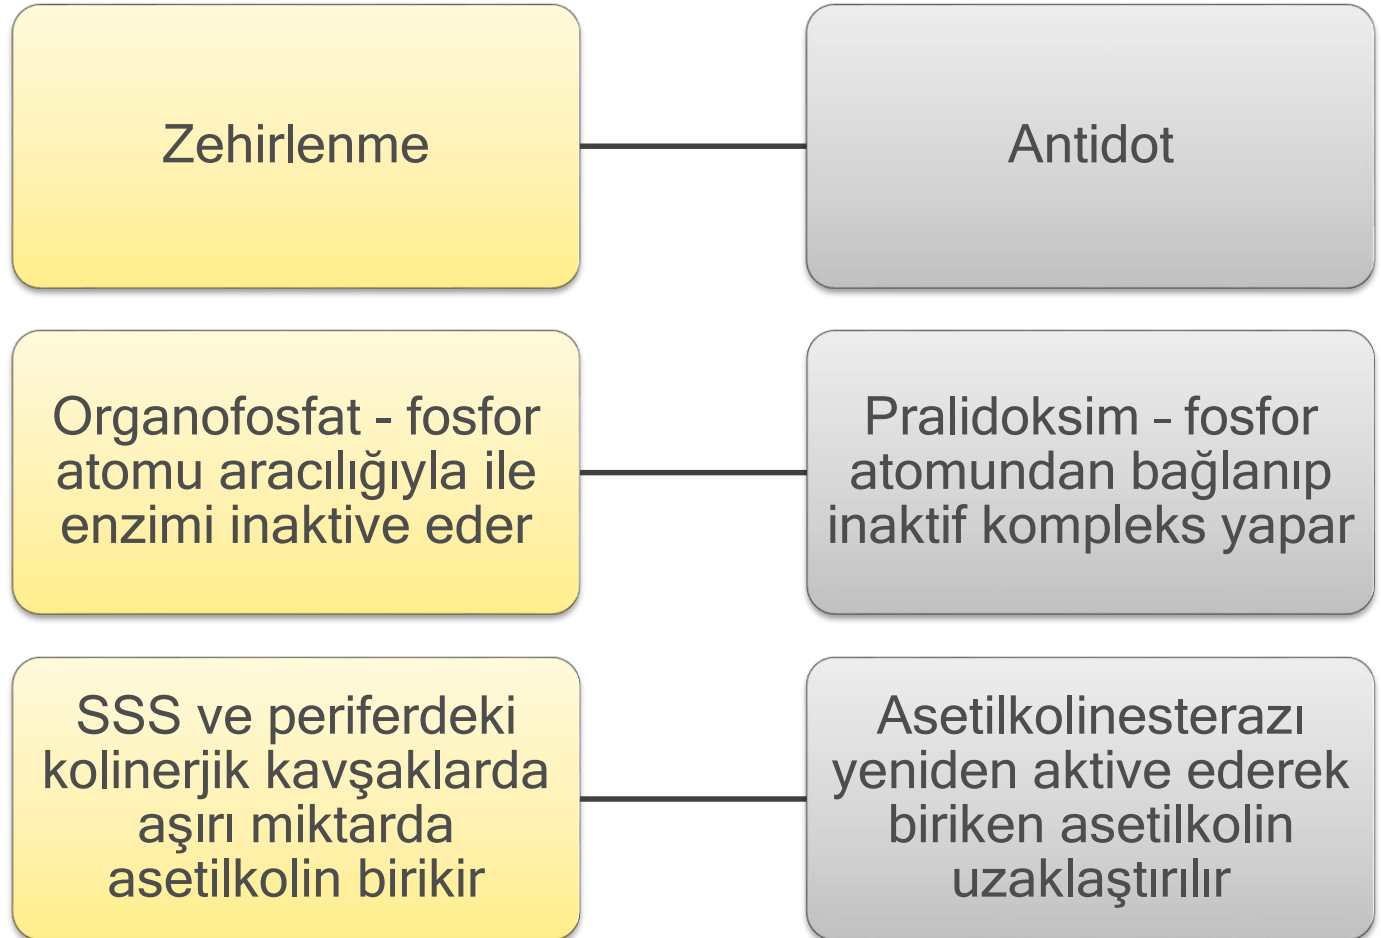 Zehirlenme
Antidot
Organofosfat - fosfor
atomu aracılığıyla ile
enzimi inaktive eder
Pralidoksim – fosfor
atomundan bağlanıp
inaktif kompleks yapar
SSS ve periferdeki
kolinerjik kavşaklarda
aşırı miktarda
asetilkolin birikir
Asetilkolinesterazı
yeniden aktive ederek
biriken asetilkolin
uzaklaştırılır